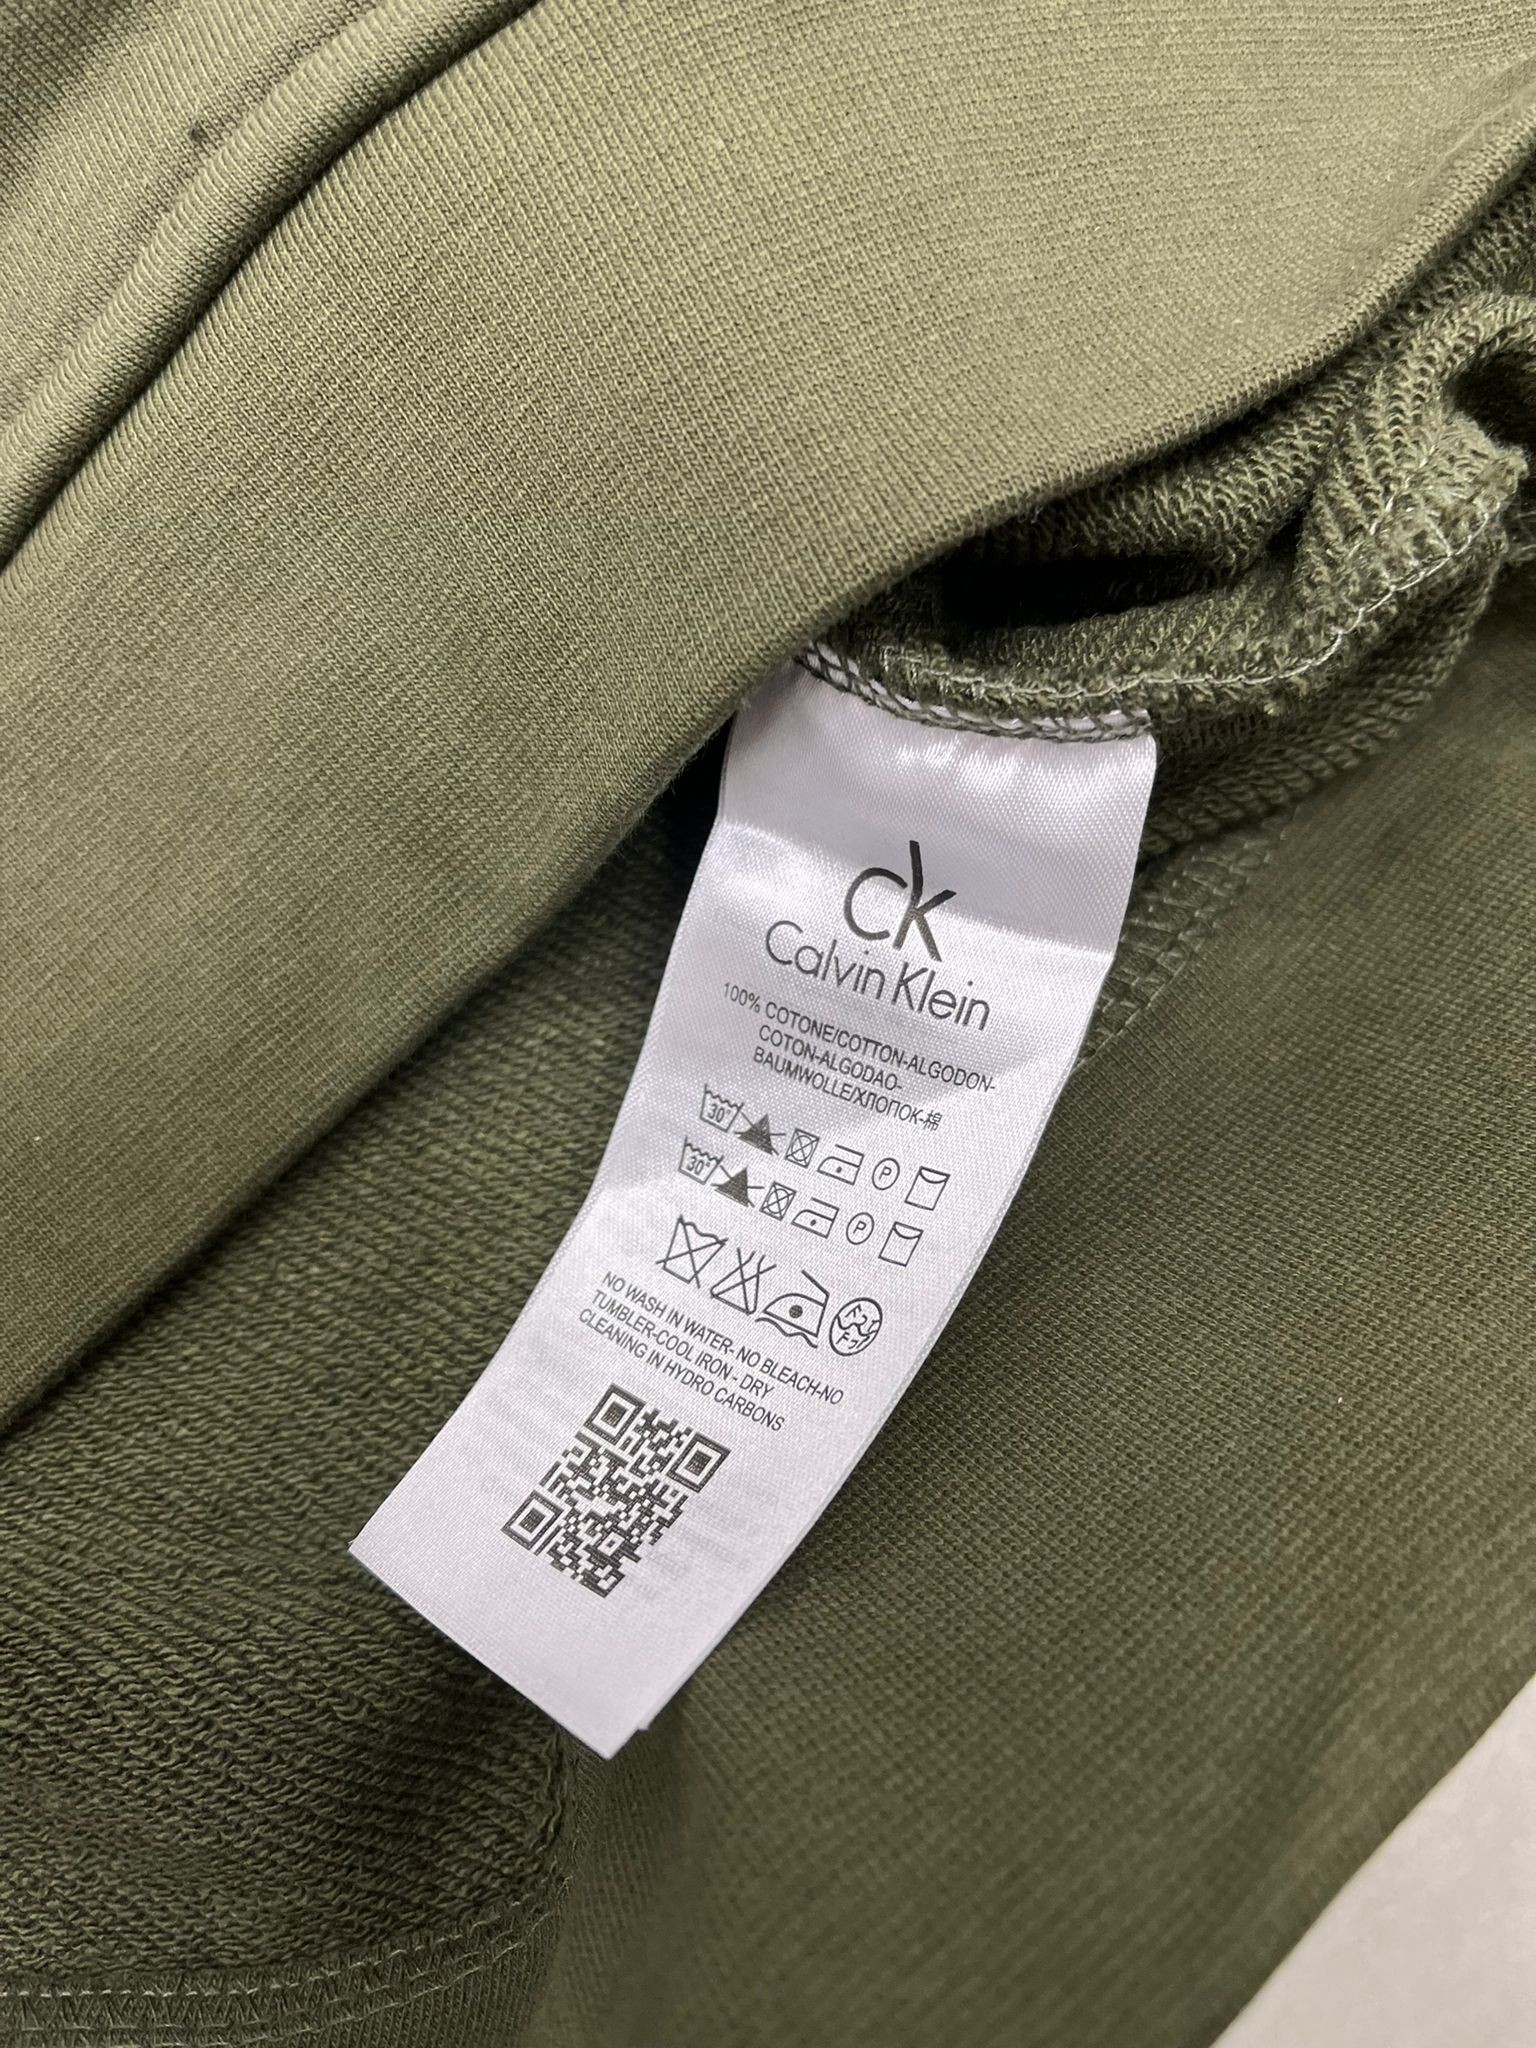 CK
Calvin Klein
100% COTONE/COTTON-ALGODON-
COTON-ALGODAO-
BAUMWOLLE/ХЛОПОК-棉
30° P
30° P
NO WASH IN WATER- NO BLEACH-NO
TUMBLER-COOL IRON - DRY
CLEANING IN HYDRO CARBONS